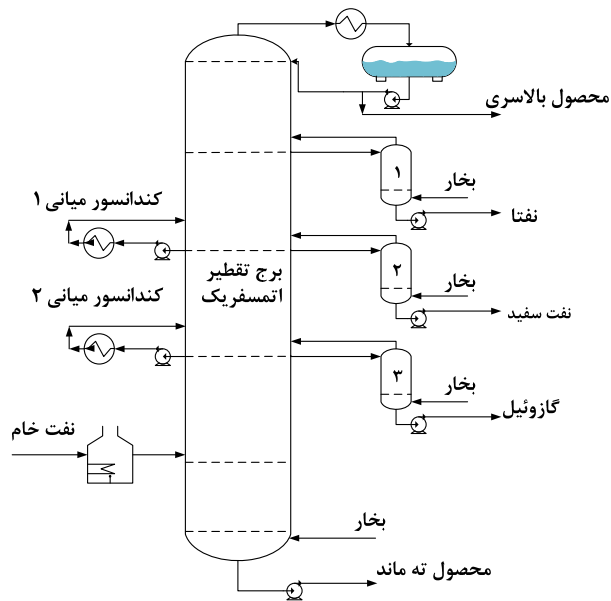 محصول بالاسری
۱
بخار
نفتا
کندانسور میانی ۱
برج تقطیر
اتمسفریک
۲
بخار
نفت سفید
کندانسور میانی ۲
۳
بخار
گازوئیل
نفت خام
بخار
محصول ته ماند